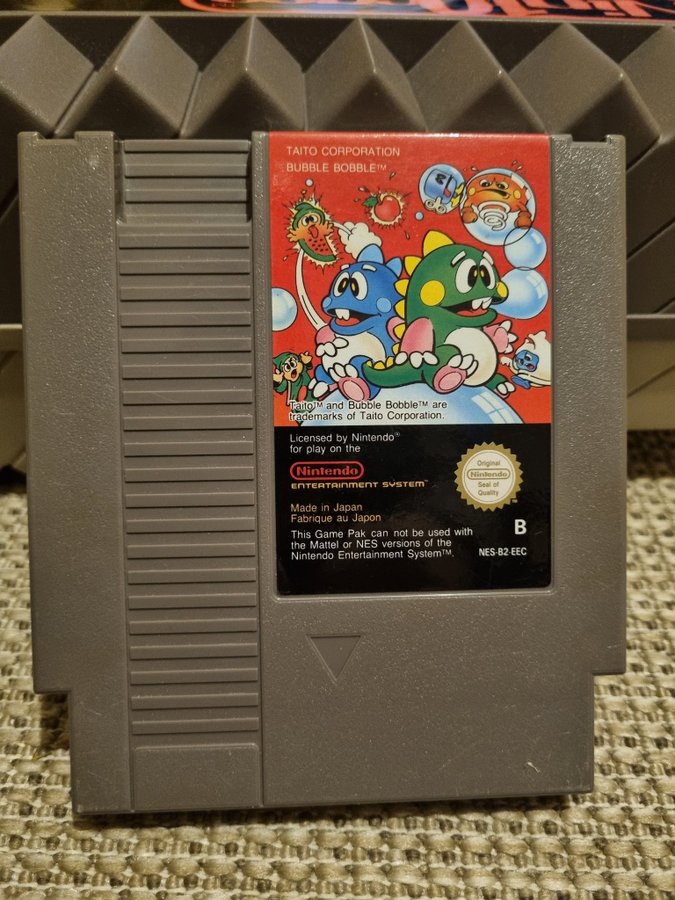 TAITO CORPORATION
BUBBLE BOBBLE™
Taito™ and Bubble Bobble™ are
trademarks of Taito Corporation.
Licensed by Nintendo®
for play on the
Nintendo
ENTERTAINMENT SYSTEM™
Original
Nintendo
Seal of
Quality
Made in Japan
Fabrique au Japon
This Game Pak can not be used with
the Mattel or NES versions of the
Nintendo Entertainment System™.
B
NES-B2-EEC